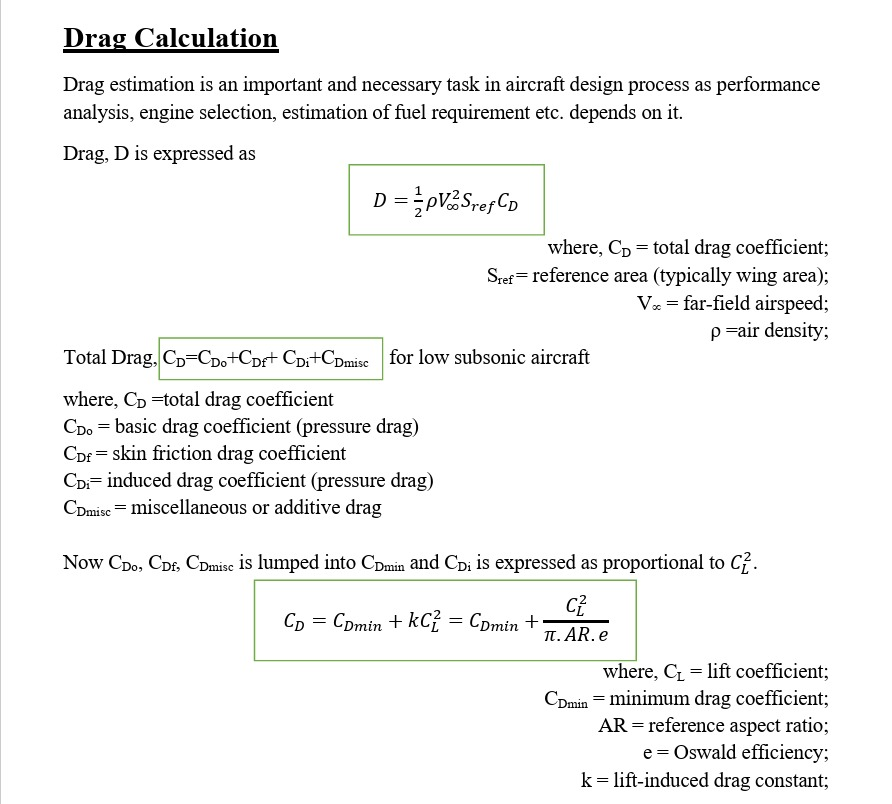 Drag Calculation
Drag estimation is an important and necessary task in aircraft design process as performance
analysis, engine selection, estimation of fuel requirement etc. depends on it.
Drag, D is expressed as
D = \frac{1}{2} ρV_∞^2 S_{ref} C_D
where, C_D = total drag coefficient;
S_{ref} = reference area (typically wing area);
V_∞ = far-field airspeed;
ρ =air density;
Total Drag, C_D=C_{Do}+C_{Df}+ C_{Di}+C_{Dmisc} for low subsonic aircraft
where, C_D =total drag coefficient
C_{Do} = basic drag coefficient (pressure drag)
C_{Df} = skin friction drag coefficient
C_{Di}= induced drag coefficient (pressure drag)
C_{Dmisc} = miscellaneous or additive drag
Now C_{Do}, C_{Df}, C_{Dmisc} is lumped into C_{Dmin} and C_{Di} is expressed as proportional to C_L^2.
C_D = C_{Dmin} + kC_L^2 = C_{Dmin} + \frac{C_L^2}{π.AR.e}
where, C_L = lift coefficient;
C_{Dmin} = minimum drag coefficient;
AR = reference aspect ratio;
e = Oswald efficiency;
k = lift-induced drag constant;